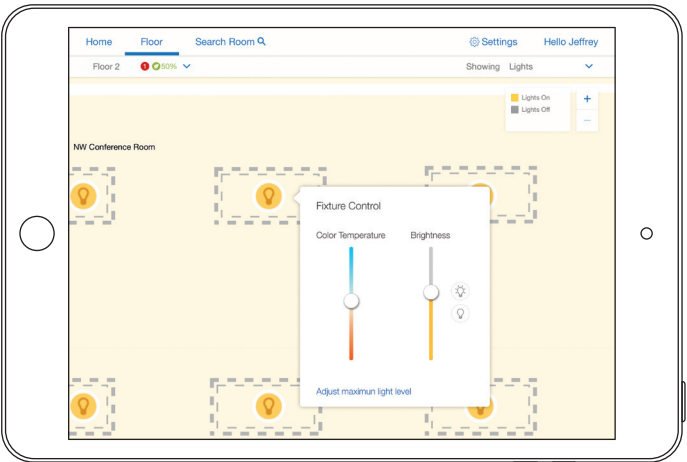 Home Floor Search Room Settings Hello Jeffrey
Floor 2 1 50% Showing Lights
Lights On
Lights Off
+
−
NW Conference Room
Fixture Control
Color Temperature Brightness
Adjust maximun light level